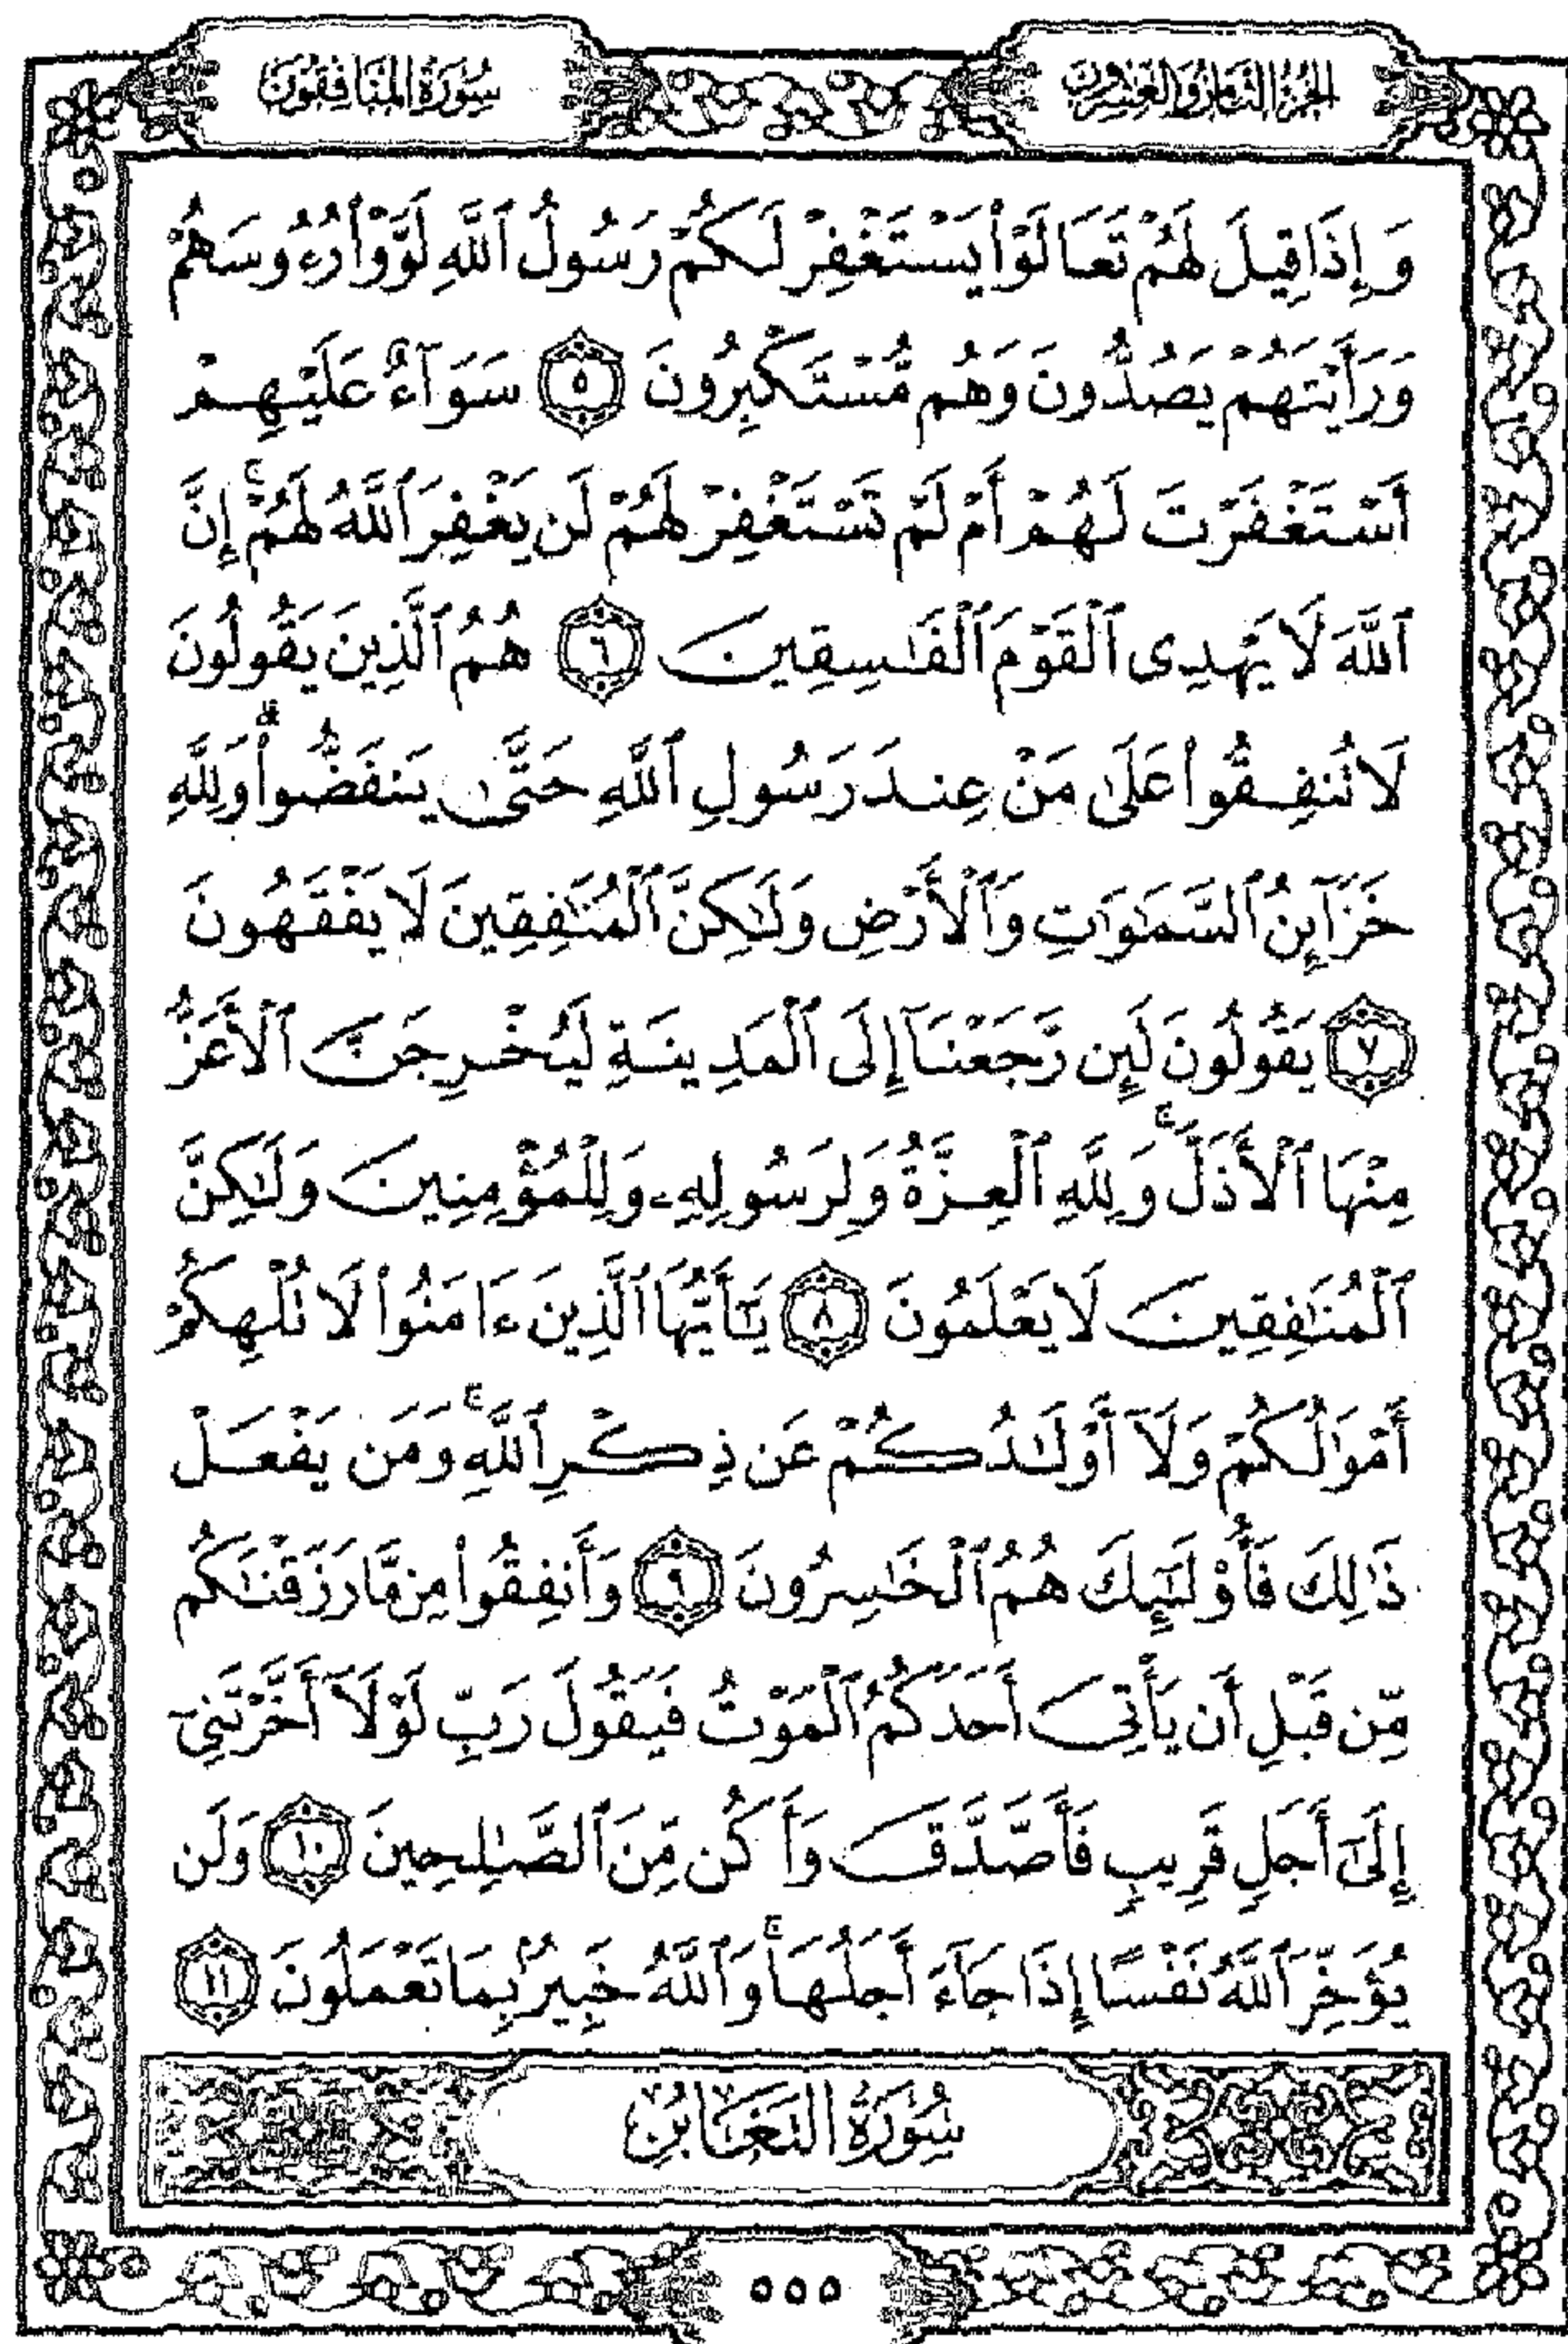 الجزء الثامن والعشرون
سورة المنافقون
وَإِذَا قِيلَ لَهُمْ تَعَالَوْا۟ يَسْتَغْفِرْ لَكُمْ رَسُولُ ٱللَّهِ لَوَّوْا۟ رُءُوسَهُمْ
وَرَأَيْتَهُمْ يَصُدُّونَ وَهُم مُّسْتَكْبِرُونَ ٥ سَوَآءٌ عَلَيْهِمْ
أَسْتَغْفَرْتَ لَهُمْ أَمْ لَمْ تَسْتَغْفِرْ لَهُمْ لَن يَغْفِرَ ٱللَّهُ لَهُمْ ۚ إِنَّ
ٱللَّهَ لَا يَهْدِى ٱلْقَوْمَ ٱلْفَـٰسِقِينَ ٦ هُمُ ٱلَّذِينَ يَقُولُونَ
لَا تُنفِقُوا۟ عَلَىٰ مَنْ عِندَ رَسُولِ ٱللَّهِ حَتَّىٰ يَنفَضُّوا۟ ۗ وَلِلَّهِ
خَزَآئِنُ ٱلسَّمَـٰوَٰتِ وَٱلْأَرْضِ وَلَـٰكِنَّ ٱلْمُنَـٰفِقِينَ لَا يَفْقَهُونَ
٧ يَقُولُونَ لَئِن رَّجَعْنَآ إِلَى ٱلْمَدِينَةِ لَيُخْرِجَنَّ ٱلْأَعَزُّ
مِنْهَا ٱلْأَذَلَّ ۚ وَلِلَّهِ ٱلْعِزَّةُ وَلِرَسُولِهِۦ وَلِلْمُؤْمِنِينَ وَلَـٰكِنَّ
ٱلْمُنَـٰفِقِينَ لَا يَعْلَمُونَ ٨ يَـٰٓأَيُّهَا ٱلَّذِينَ ءَامَنُوا۟ لَا تُلْهِكُمْ
أَمْوَٰلُكُمْ وَلَآ أَوْلَـٰدُكُمْ عَن ذِكْرِ ٱللَّهِ ۚ وَمَن يَفْعَلْ
ذَٰلِكَ فَأُو۟لَـٰٓئِكَ هُمُ ٱلْخَـٰسِرُونَ ٩ وَأَنفِقُوا۟ مِن مَّا رَزَقْنَـٰكُم
مِّن قَبْلِ أَن يَأْتِىَ أَحَدَكُمُ ٱلْمَوْتُ فَيَقُولَ رَبِّ لَوْلَآ أَخَّرْتَنِىٓ
إِلَىٰٓ أَجَلٍ قَرِيبٍ فَأَصَّدَّقَ وَأَكُن مِّنَ ٱلصَّـٰلِحِينَ ١٠ وَلَن
يُؤَخِّرَ ٱللَّهُ نَفْسًا إِذَا جَآءَ أَجَلُهَا ۚ وَٱللَّهُ خَبِيرٌۢ بِمَا تَعْمَلُونَ ١١
سُورَةُ التَّغَابُنِ
٥٥٥